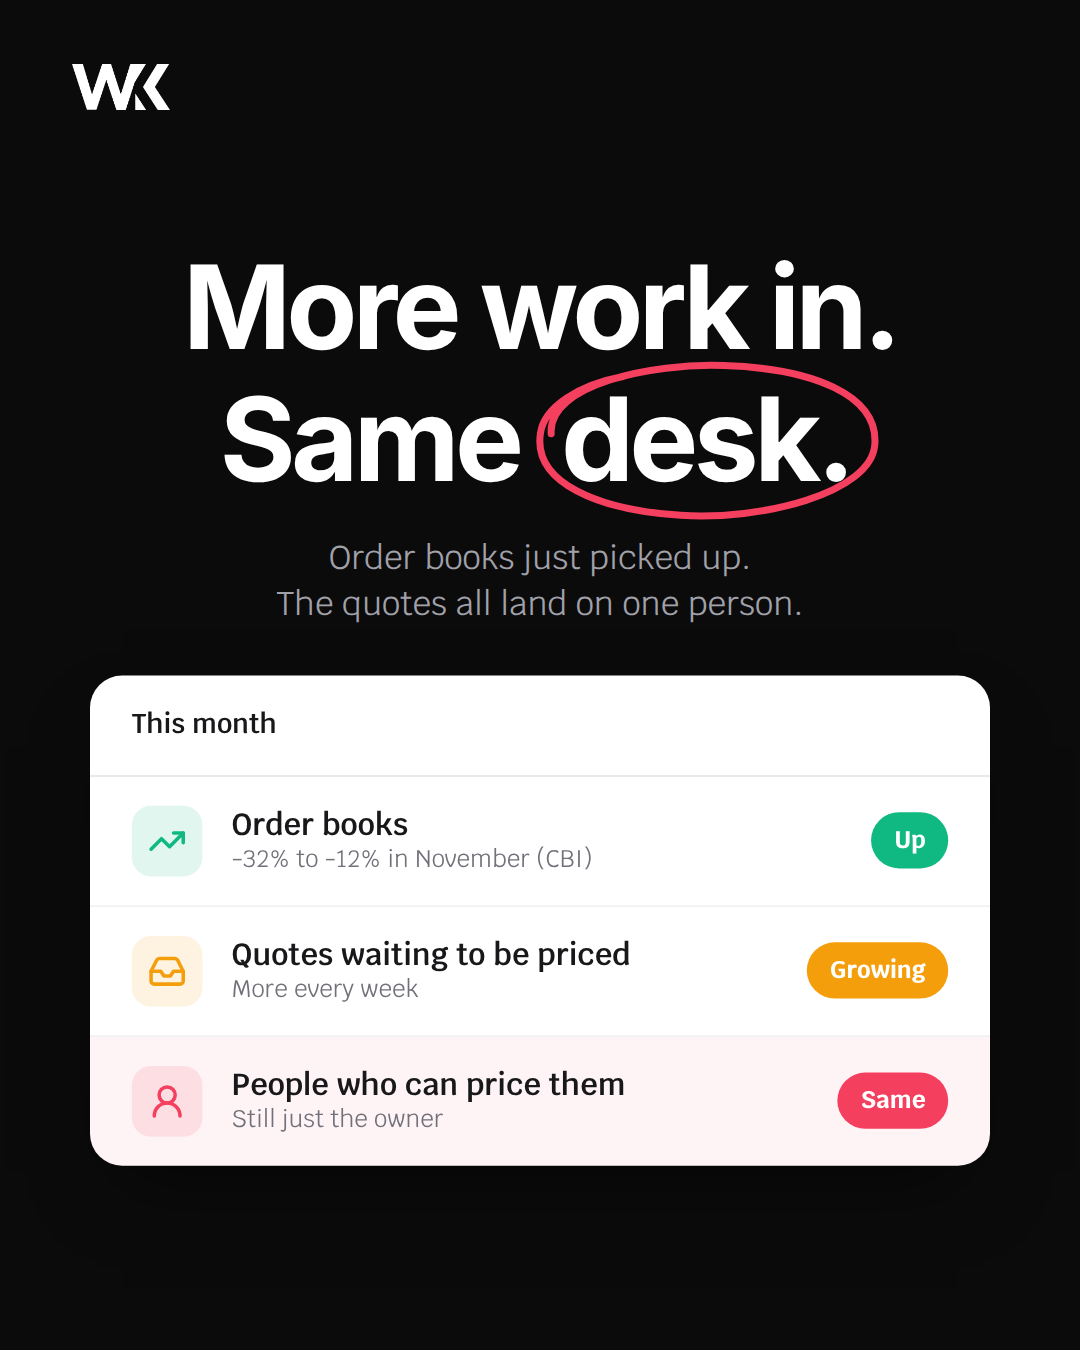 WK
More work in.
Same desk.
Order books just picked up.
The quotes all land on one person.
This month
Order books
-32% to -12% in November (CBI)
Up
Quotes waiting to be priced
More every week
Growing
People who can price them
Still just the owner
Same